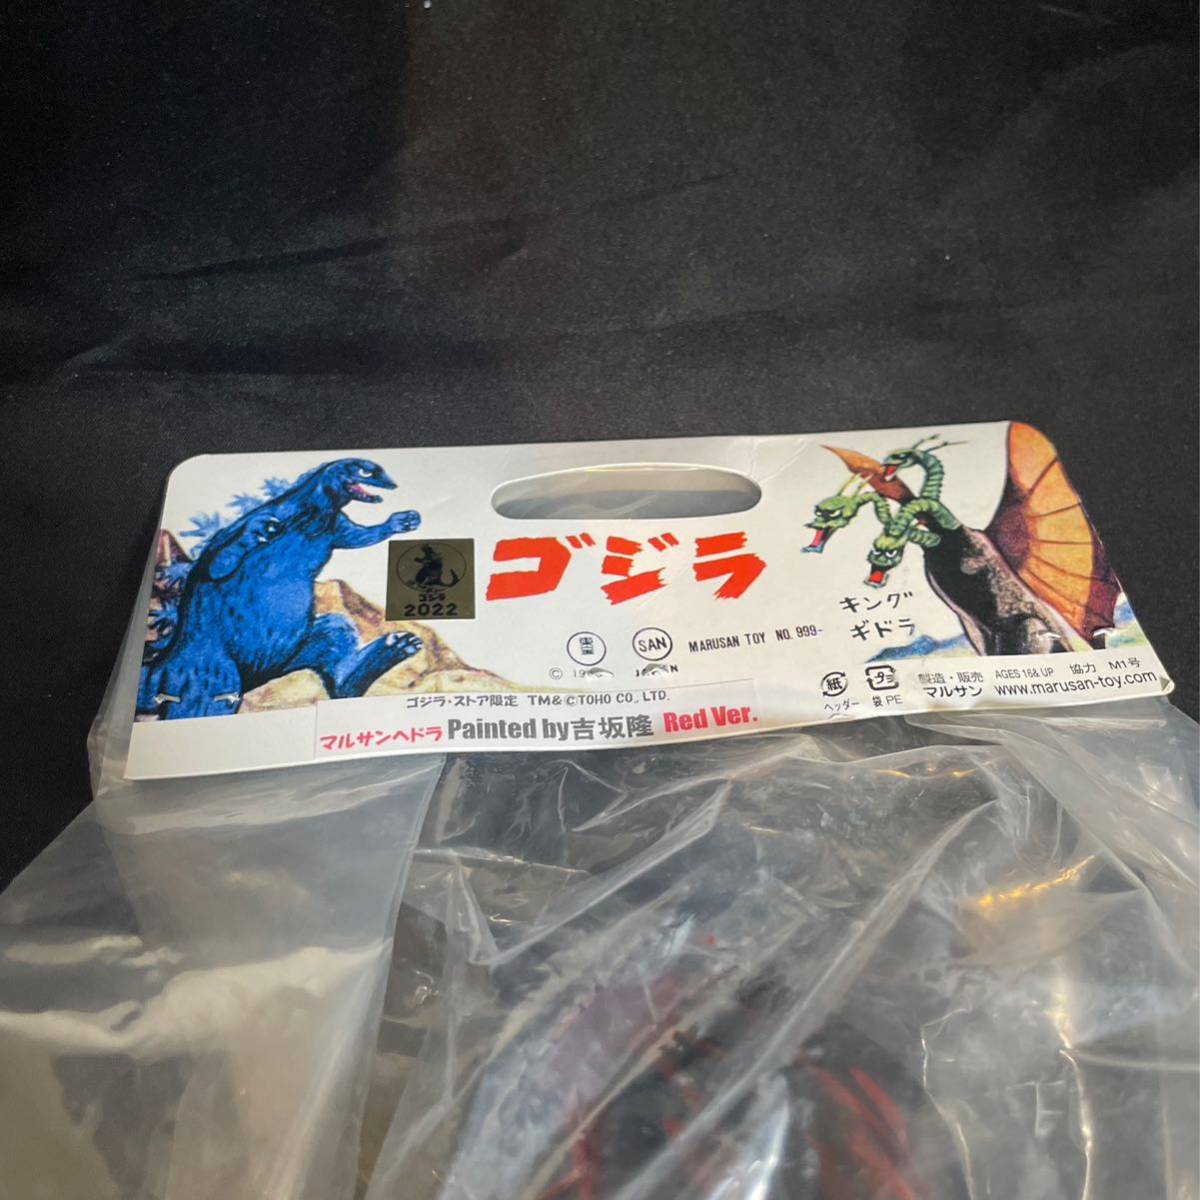 ゴジラ
ゴジラ
2022
キング
ギドラ
SAN
MARUSAN TOY NO. 999-
紙
ヘッダー
袋 PE
製造・販売
マルサン
AGES 16& UP 協力 M1号
www.marusan-toy.com
ゴジラ・ストア限定 TM&©TOHO CO., LTD.
マルサンヘドラ Painted by吉坂隆 Red Ver.